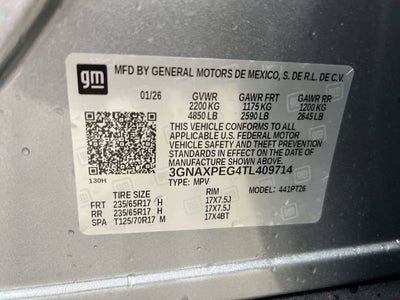 gm
MFD BY GENERAL MOTORS DE MEXICO, S. DE R.L. DE C.V.
01/26 GVWR GAWR FRT GAWR RR
2200 KG 1175 KG 1200 KG
4850 LB 2590 LB 2645 LB
THIS VEHICLE CONFORMS TO ALL
APPLICABLE U.S. FEDERAL MOTOR
VEHICLE SAFETY AND THEFT PREVENTION
STANDARDS IN EFFECT ON THE DATE OF
MANUFACTURE SHOWN ABOVE.
3GNAXPEG4TL409714
130H TYPE: MPV MODEL: 441PT26
TIRE SIZE RIM
FRT 235/65R17 H 17X7.5J
RR 235/65R17 H 17X7.5J
SPA T125/70R17 M 17X4BT